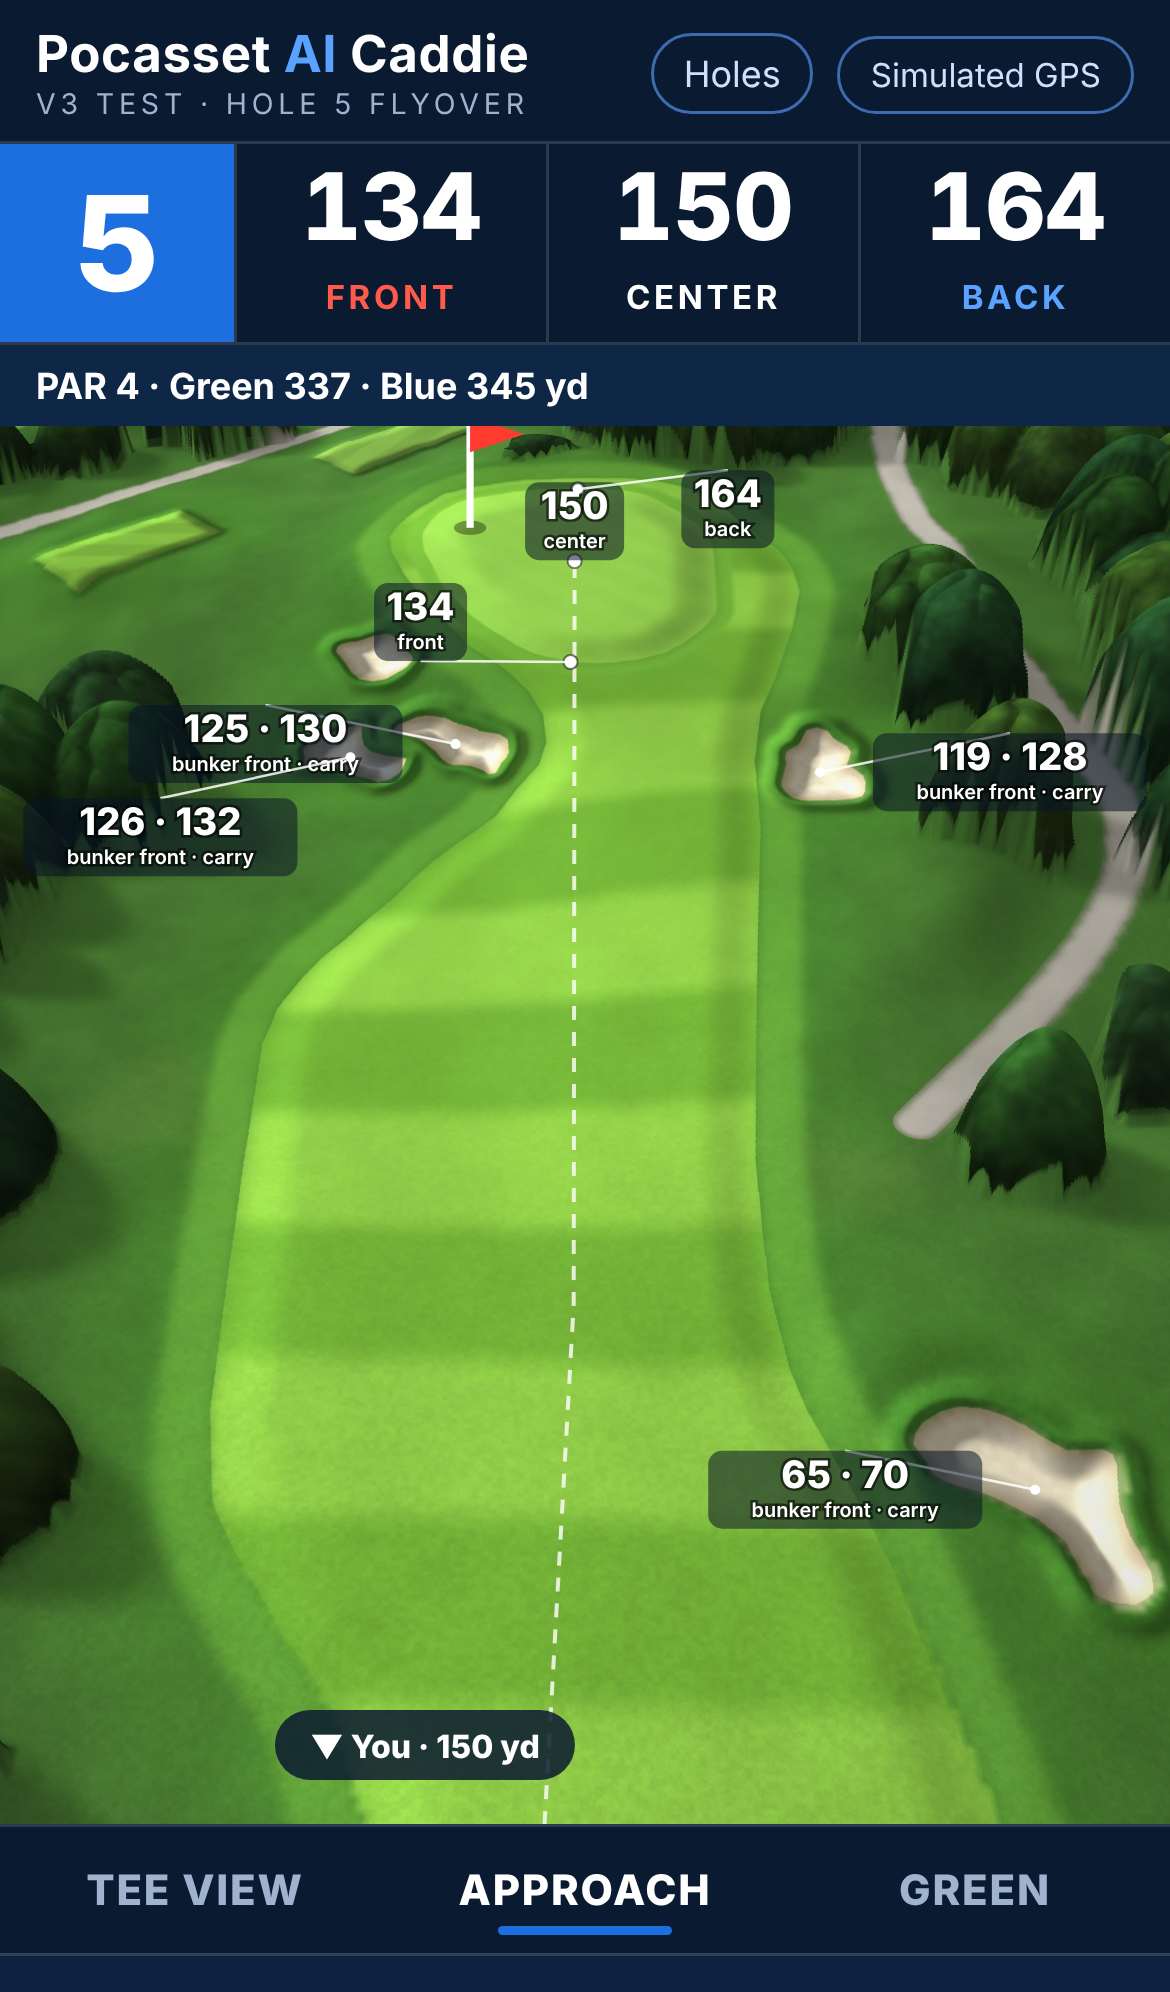 Pocasset AI Caddie
V3 TEST · HOLE 5 FLYOVER
Holes
Simulated GPS
5
134
FRONT
150
CENTER
164
BACK
PAR 4 · Green 337 · Blue 345 yd
150
center
164
back
134
front
125 · 130
bunker front · carry
119 · 128
bunker front · carry
126 · 132
bunker front · carry
65 · 70
bunker front · carry
▼ You · 150 yd
TEE VIEW
APPROACH
GREEN